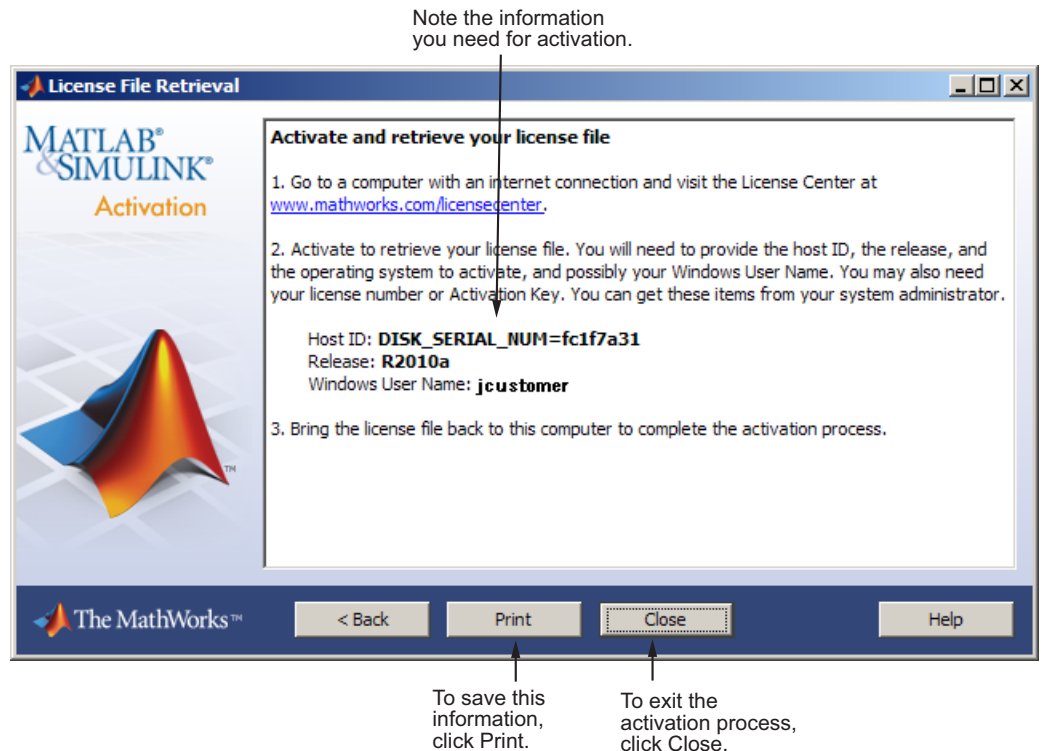 Note the information
you need for activation.
License File Retrieval
MATLAB®
&SIMULINK®
Activation
Activate and retrieve your license file
1. Go to a computer with an internet connection and visit the License Center at
www.mathworks.com/licensecenter.
2. Activate to retrieve your license file. You will need to provide the host ID, the release, and
the operating system to activate, and possibly your Windows User Name. You may also need
your license number or Activation Key. You can get these items from your system administrator.
Host ID: DISK_SERIAL_NUM=fc1f7a31
Release: R2010a
Windows User Name: jcustomer
3. Bring the license file back to this computer to complete the activation process.
TM
The MathWorks™
< Back
Print
Close
Help
To save this
information,
click Print.
To exit the
activation process,
click Close.